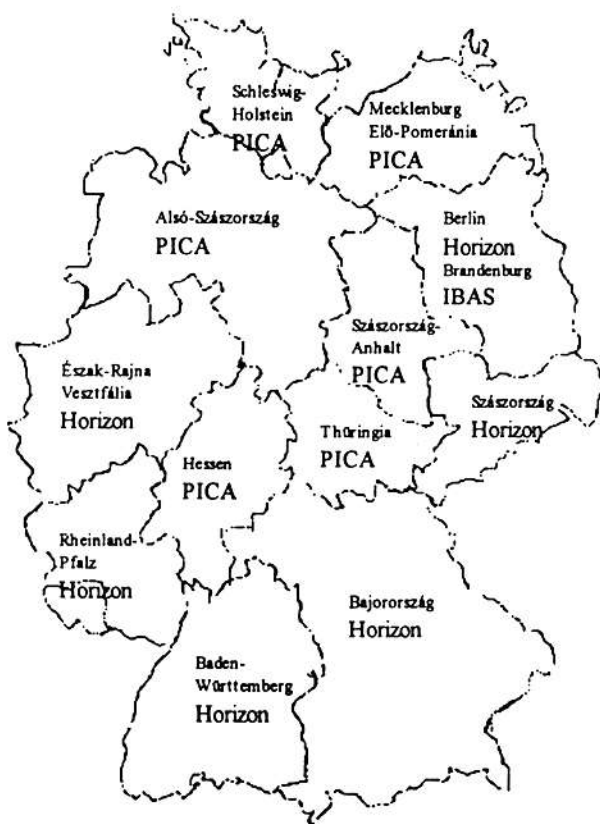 Schleswig-
Holstein
PICA
Mecklenburg
Elő-Pomeránia
PICA
Alsó-Szászország
PICA
Berlin
Horizon
Brandenburg
IBAS
Szászország-
Anhalt
PICA
Észak-Rajna
Vesztfália
Horizon
Szászország
Horizon
Thüringia
PICA
Hessen
PICA
Rheinland-
Pfalz
Horizon
Bajorország
Horizon
Baden-
Württemberg
Horizon